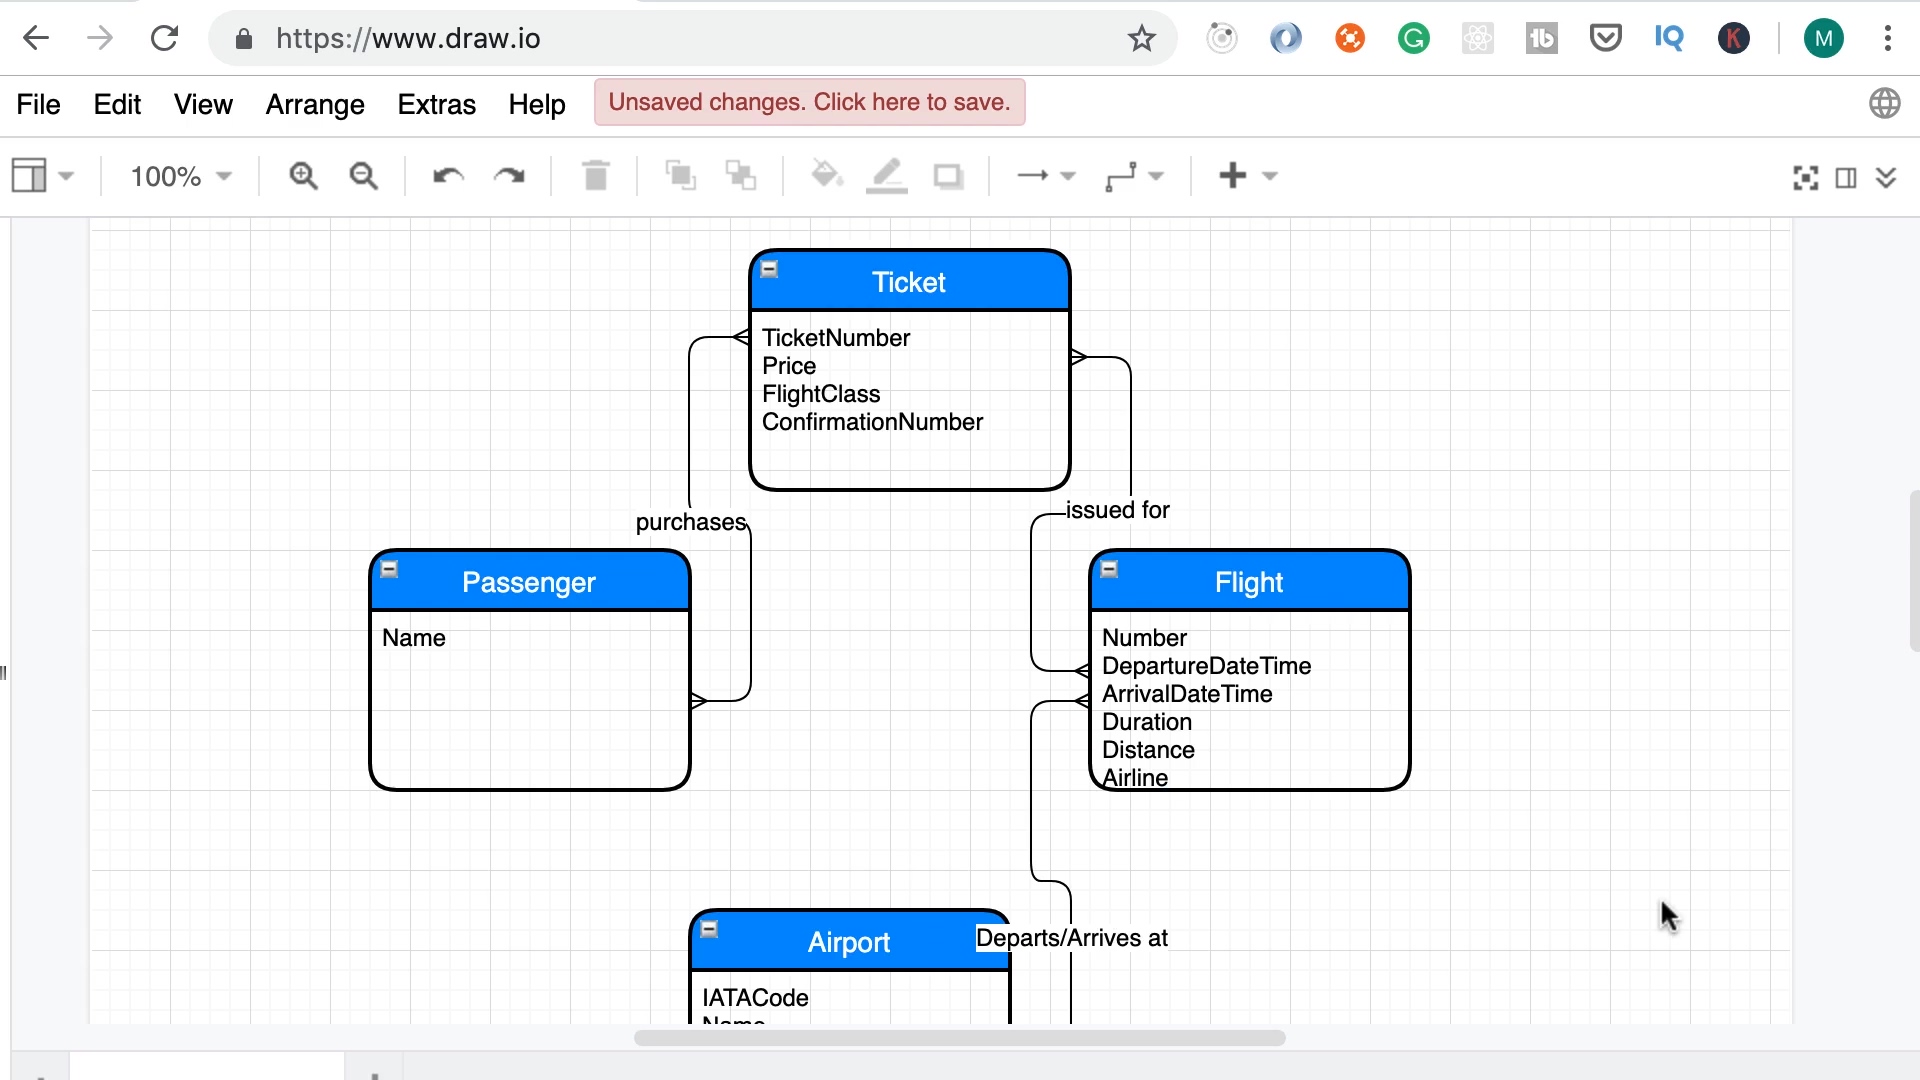 https://www.draw.io
M
File Edit View Arrange Extras Help Unsaved changes. Click here to save.
100%
Ticket
TicketNumber
Price
FlightClass
ConfirmationNumber
purchases
issued for
Passenger
Name
Flight
Number
DepartureDateTime
ArrivalDateTime
Duration
Distance
Airline
Airport
Departs/Arrives at
IATACode
Name